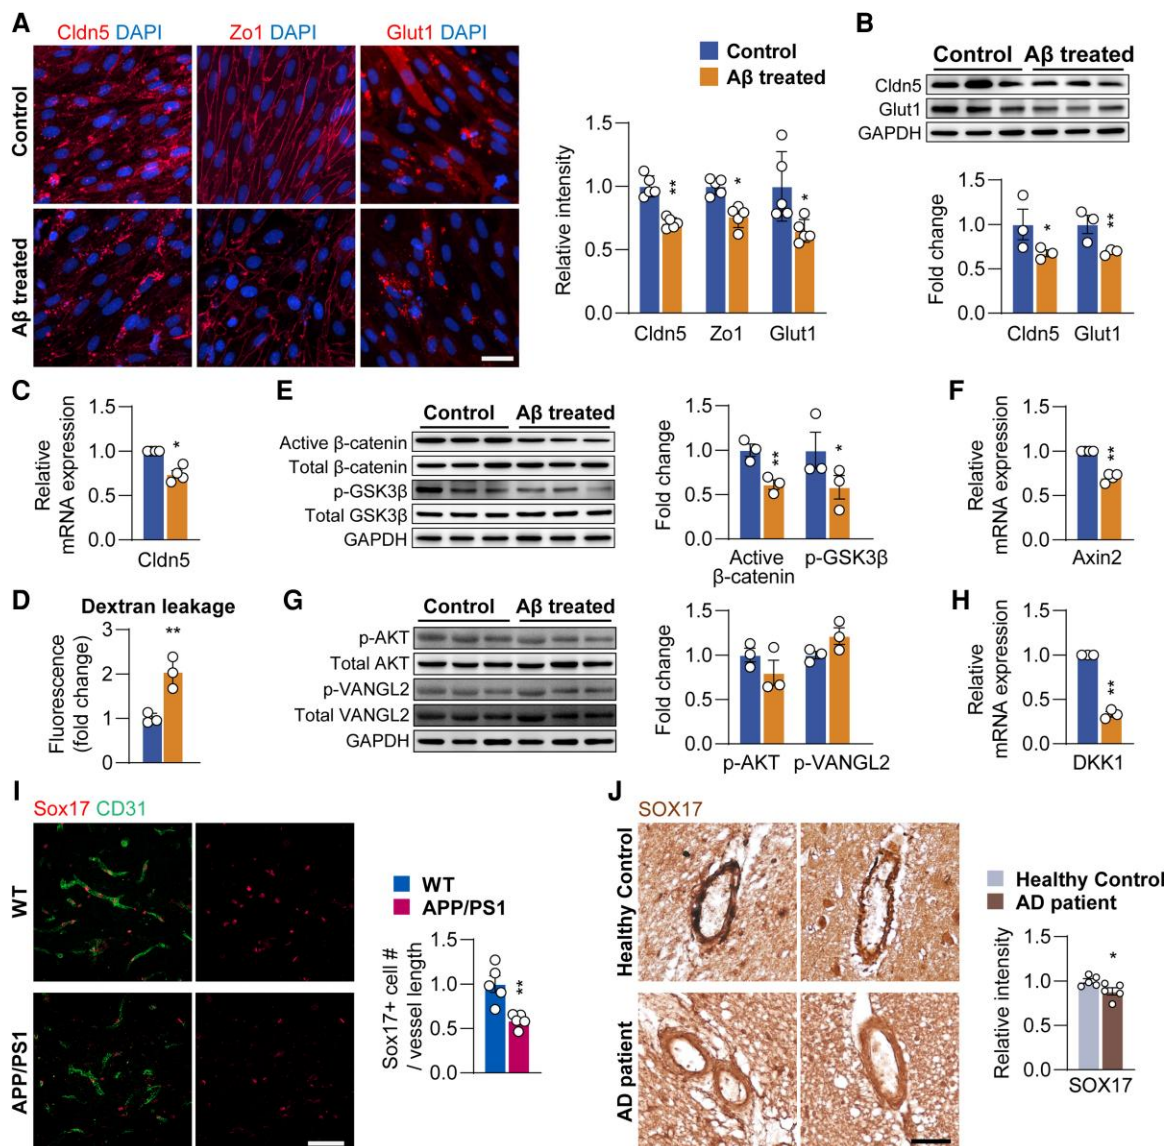 A
Cldn5 DAPI
Zo1 DAPI
Glut1 DAPI
Control
Aβ treated
Control
Aβ treated
Relative intensity
1.5
1.0
0.5
0.0
**
*
*
Cldn5
Zo1
Glut1
B
Control Aβ treated
Cldn5
Glut1
GAPDH
Fold change
1.5
1.0
0.5
0.0
*
**
Cldn5 Glut1
C
Relative
mRNA expression
1.5
1.0
0.5
0.0
*
Cldn5
E
Control Aβ treated
Active β-catenin
Total β-catenin
p-GSK3β
Total GSK3β
GAPDH
Fold change
1.5
1.0
0.5
0.0
**
*
Active
β-catenin
p-GSK3β
F
Relative
mRNA expression
1.5
1.0
0.5
0.0
**
Axin2
D
Dextran leakage
Fluorescence
(fold change)
3
2
1
0
**
G
Control Aβ treated
p-AKT
Total AKT
p-VANGL2
Total VANGL2
GAPDH
Fold change
1.5
1.0
0.5
0.0
p-AKT p-VANGL2
H
Relative
mRNA expression
1.5
1.0
0.5
0.0
**
DKK1
I
Sox17 CD31
WT
APP/PS1
WT
APP/PS1
Sox17+ cell #
/ vessel length
1.5
1.0
0.5
0.0
**
J
SOX17
Healthy Control
AD patient
Healthy Control
AD patient
Relative intensity
1.5
1.0
0.5
0.0
*
SOX17